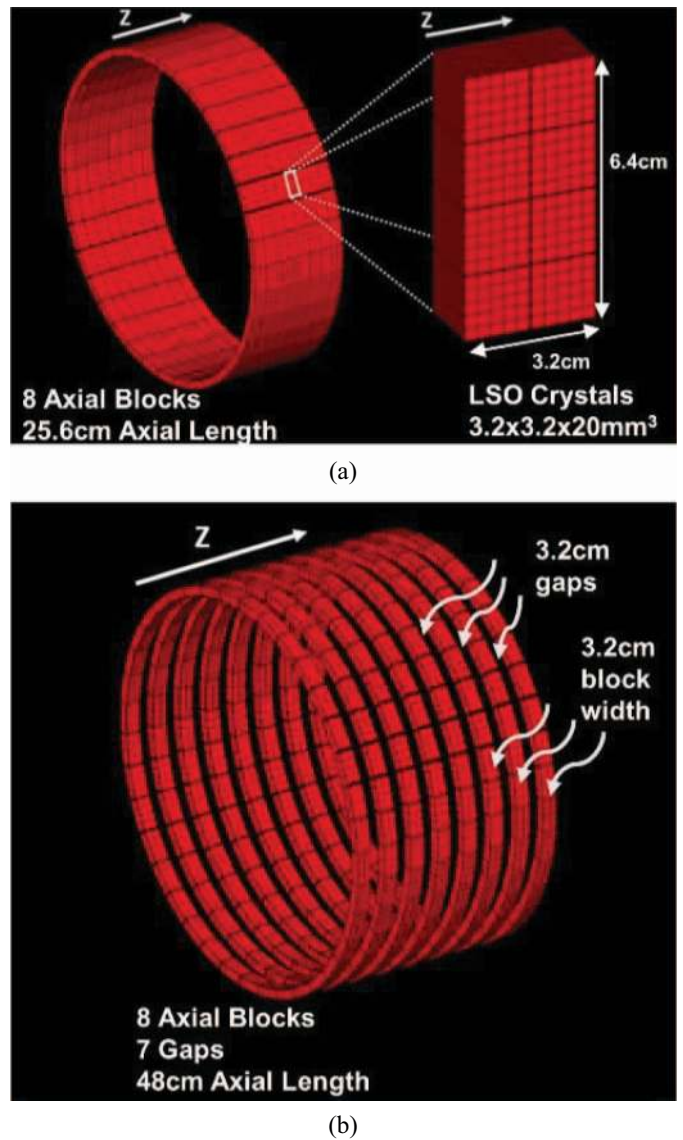 Z
Z
6.4cm
3.2cm
8 Axial Blocks
25.6cm Axial Length
LSO Crystals
3.2x3.2x20mm³
(a)
Z
3.2cm
gaps
3.2cm
block
width
8 Axial Blocks
7 Gaps
48cm Axial Length
(b)